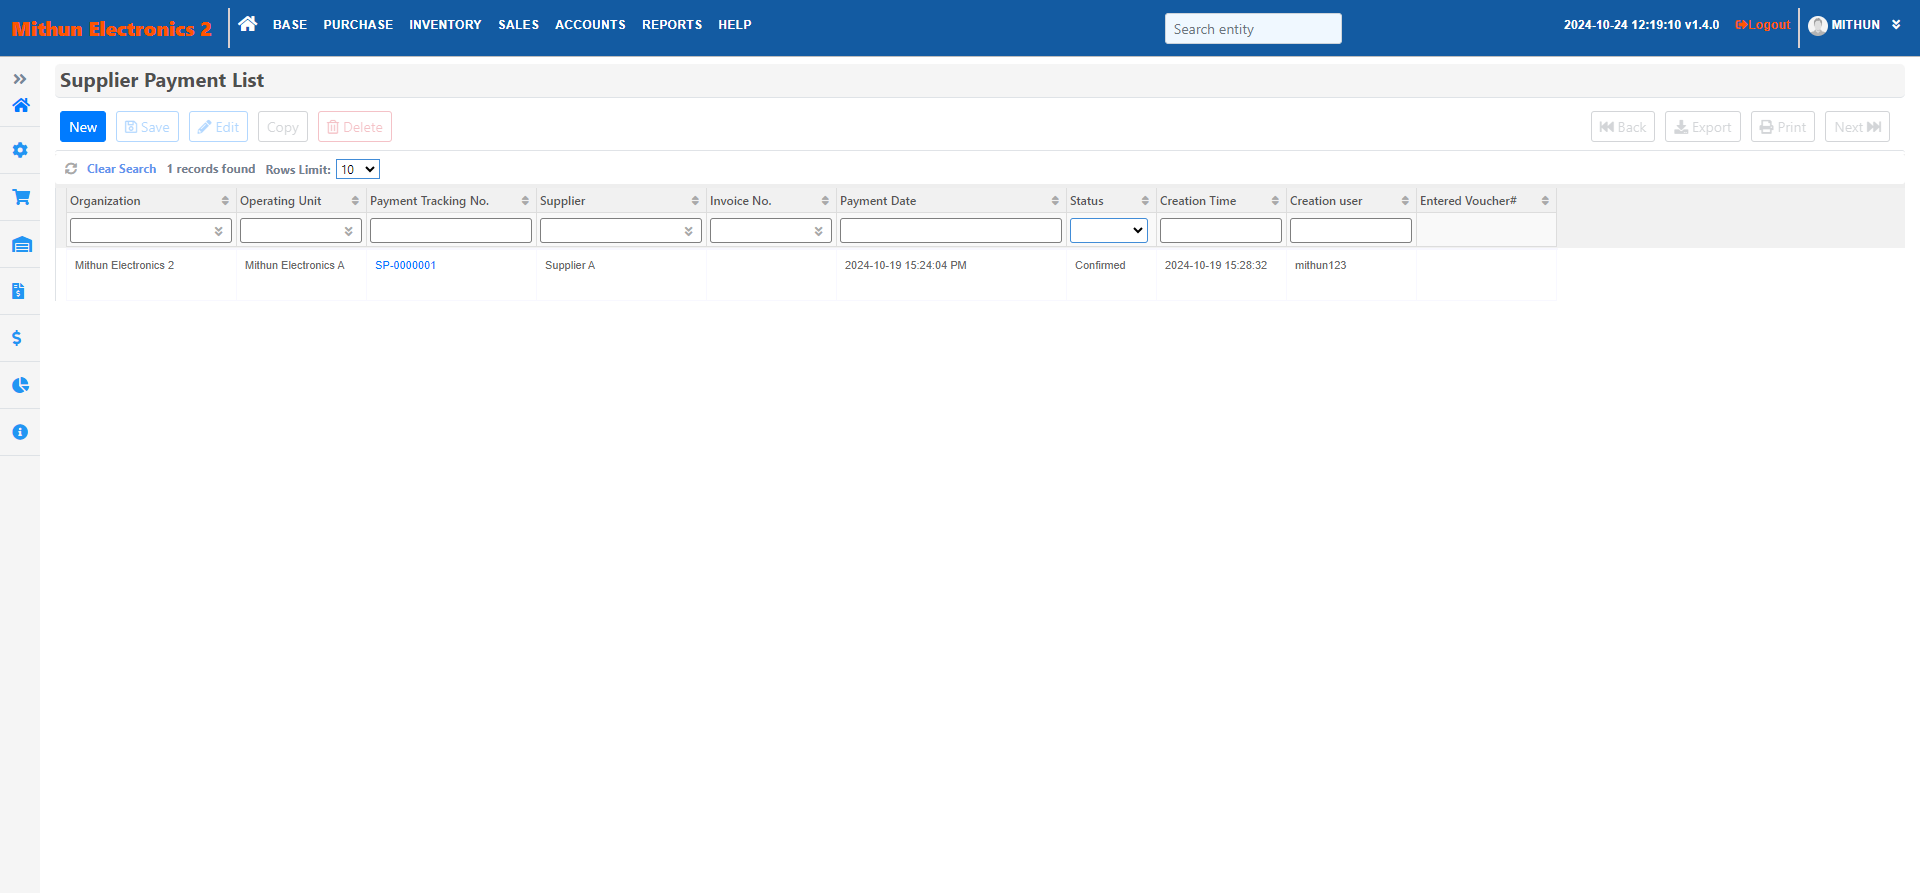 Mithun Electronics 2 BASE PURCHASE INVENTORY SALES ACCOUNTS REPORTS HELP Search entity 2024-10-24 12:19:10 v1.4.0 Logout MITHUN
Supplier Payment List
New Save Edit Copy Delete Back Export Print Next
Clear Search 1 records found Rows Limit: 10
Organization Operating Unit Payment Tracking No. Supplier Invoice No. Payment Date Status Creation Time Creation user Entered Voucher#
Mithun Electronics 2 Mithun Electronics A SP-0000001 Supplier A 2024-10-19 15:24:04 PM Confirmed 2024-10-19 15:28:32 mithun123